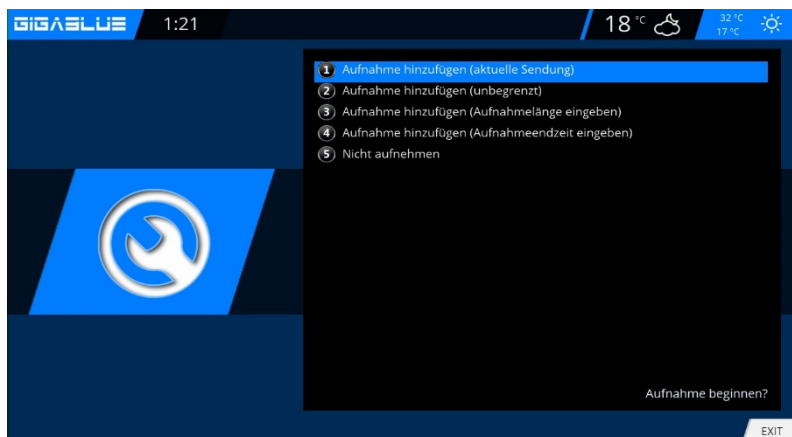 GIGABLUE
1:21
18 °C
32 °C
17 °C
1 Aufnahme hinzufügen (aktuelle Sendung)
2 Aufnahme hinzufügen (unbegrenzt)
3 Aufnahme hinzufügen (Aufnahmelänge eingeben)
4 Aufnahme hinzufügen (Aufnahmeendzeit eingeben)
5 Nicht aufnehmen
Aufnahme beginnen?
EXIT